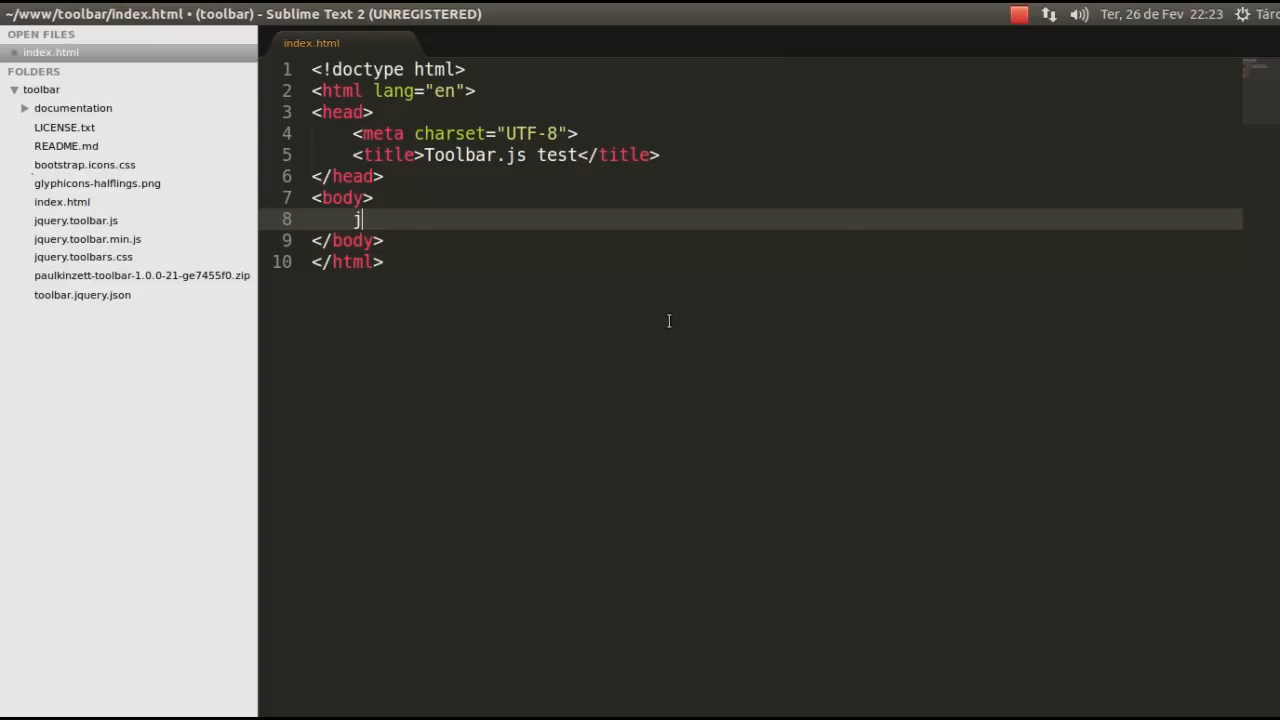 ~/www/toolbar/index.html • (toolbar) - Sublime Text 2 (UNREGISTERED)
Ter, 26 de Fev 22:23
Tárc
OPEN FILES
index.html
FOLDERS
toolbar
documentation
LICENSE.txt
README.md
bootstrap.icons.css
glyphicons-halflings.png
index.html
jquery.toolbar.js
jquery.toolbar.min.js
jquery.toolbars.css
paulkinzett-toolbar-1.0.0-21-ge7455f0.zip
toolbar.jquery.json
index.html
1 <!doctype html>
2 <html lang="en">
3 <head>
4     <meta charset="UTF-8">
5     <title>Toolbar.js test</title>
6 </head>
7 <body>
8     j
9 </body>
10 </html>